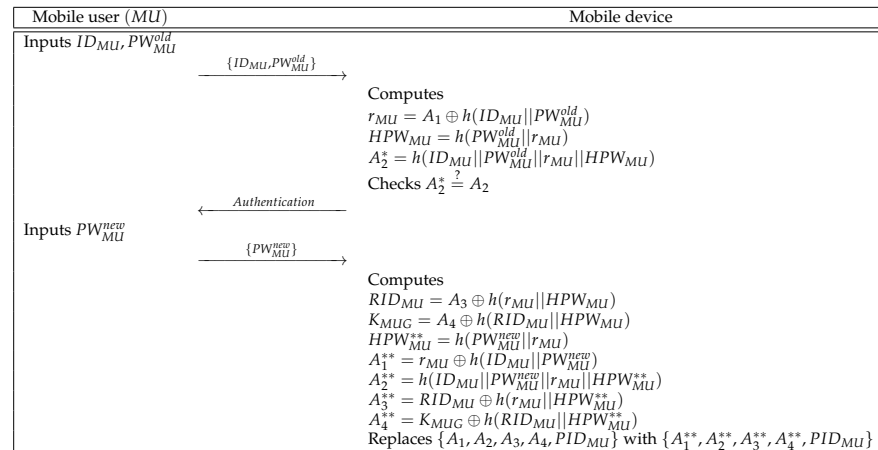 Mobile user (MU) Mobile device
Inputs ID_MU, PW_MU^old
{ID_MU,PW_MU^old}
Computes
r_MU = A_1 ⊕ h(ID_MU||PW_MU^old)
HPW_MU = h(PW_MU^old||r_MU)
A_2^* = h(ID_MU||PW_MU^old||r_MU||HPW_MU)
Checks A_2^* ≟ A_2
Authentication
Inputs PW_MU^new
{PW_MU^new}
Computes
RID_MU = A_3 ⊕ h(r_MU||HPW_MU)
K_MUG = A_4 ⊕ h(RID_MU||HPW_MU)
HPW_MU^** = h(PW_MU^new||r_MU)
A_1^** = r_MU ⊕ h(ID_MU||PW_MU^new)
A_2^** = h(ID_MU||PW_MU^new||r_MU||HPW_MU^**)
A_3^** = RID_MU ⊕ h(r_MU||HPW_MU^**)
A_4^** = K_MUG ⊕ h(RID_MU||HPW_MU^**)
Replaces {A_1, A_2, A_3, A_4, PID_MU} with {A_1^**, A_2^**, A_3^**, A_4^**, PID_MU}